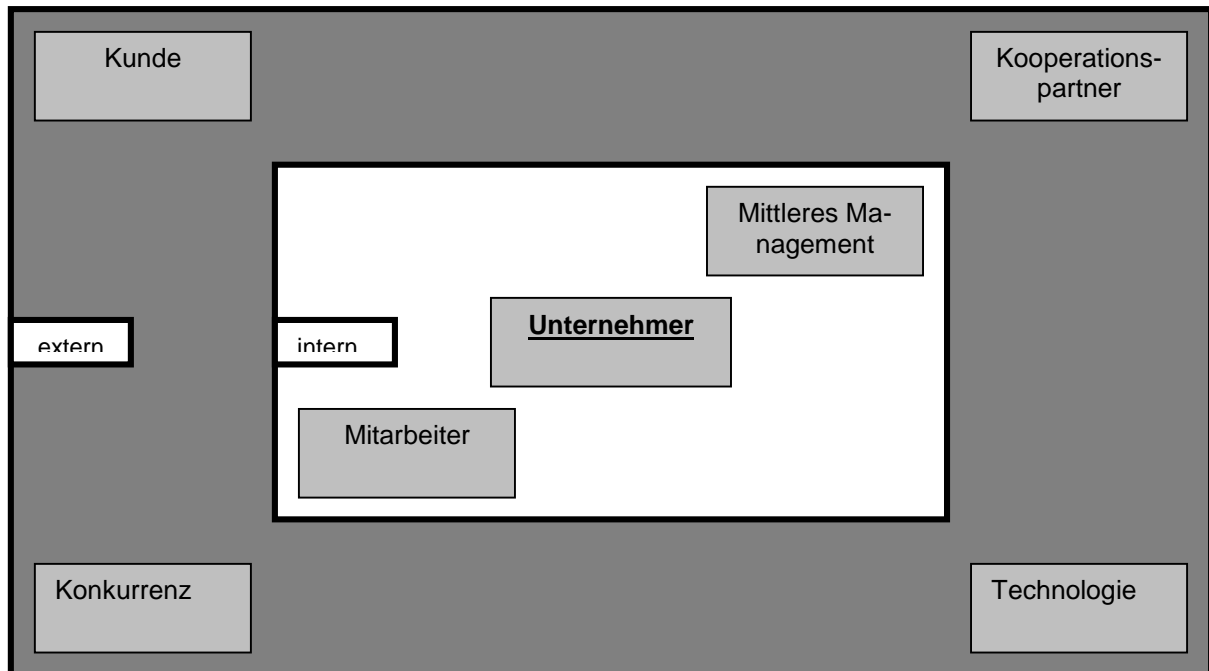 Kunde
Kooperations-
partner
Mittleres Ma-
nagement
Unternehmer
extern
intern
Mitarbeiter
Konkurrenz
Technologie